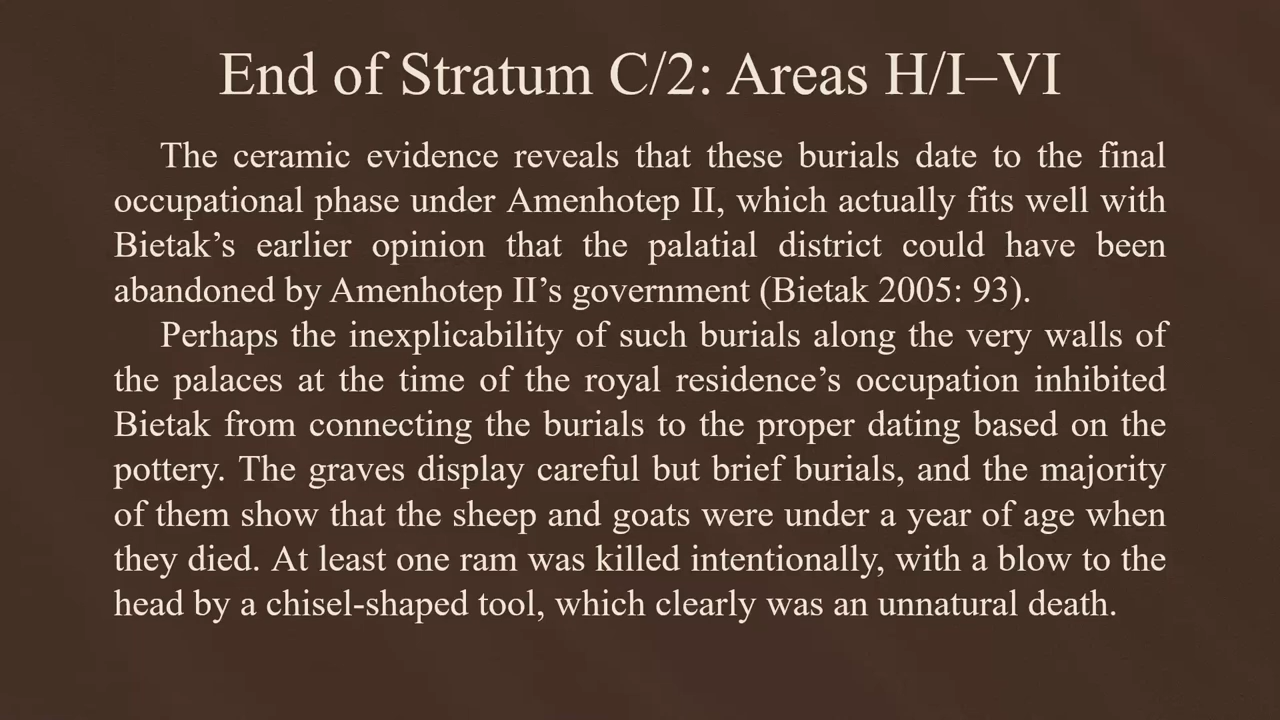 End of Stratum C/2: Areas H/I–VI
The ceramic evidence reveals that these burials date to the final
occupational phase under Amenhotep II, which actually fits well with
Bietak’s earlier opinion that the palatial district could have been
abandoned by Amenhotep II’s government (Bietak 2005: 93).
Perhaps the inexplicability of such burials along the very walls of
the palaces at the time of the royal residence’s occupation inhibited
Bietak from connecting the burials to the proper dating based on the
pottery. The graves display careful but brief burials, and the majority
of them show that the sheep and goats were under a year of age when
they died. At least one ram was killed intentionally, with a blow to the
head by a chisel-shaped tool, which clearly was an unnatural death.